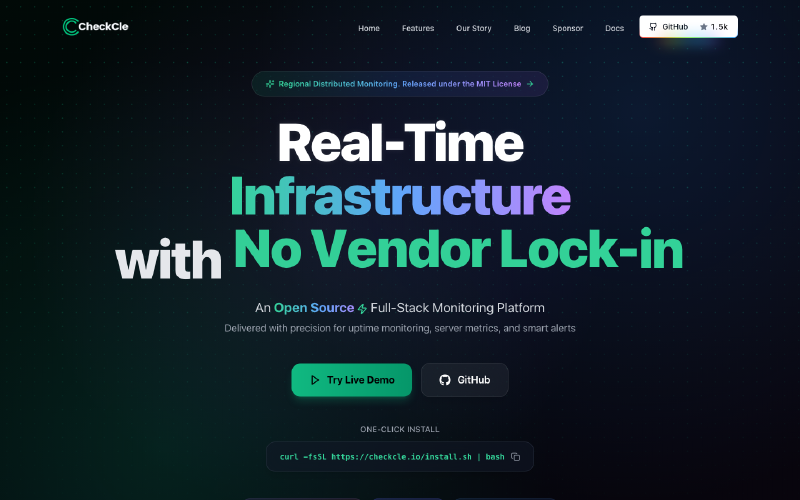 CheckCle
Home Features Our Story Blog Sponsor Docs GitHub 1.5k
Regional Distributed Monitoring. Released under the MIT License →
Real-Time
Infrastructure
with No Vendor Lock-in
An Open Source Full-Stack Monitoring Platform
Delivered with precision for uptime monitoring, server metrics, and smart alerts
Try Live Demo GitHub
ONE-CLICK INSTALL
curl -fsSL https://checkcle.io/install.sh | bash